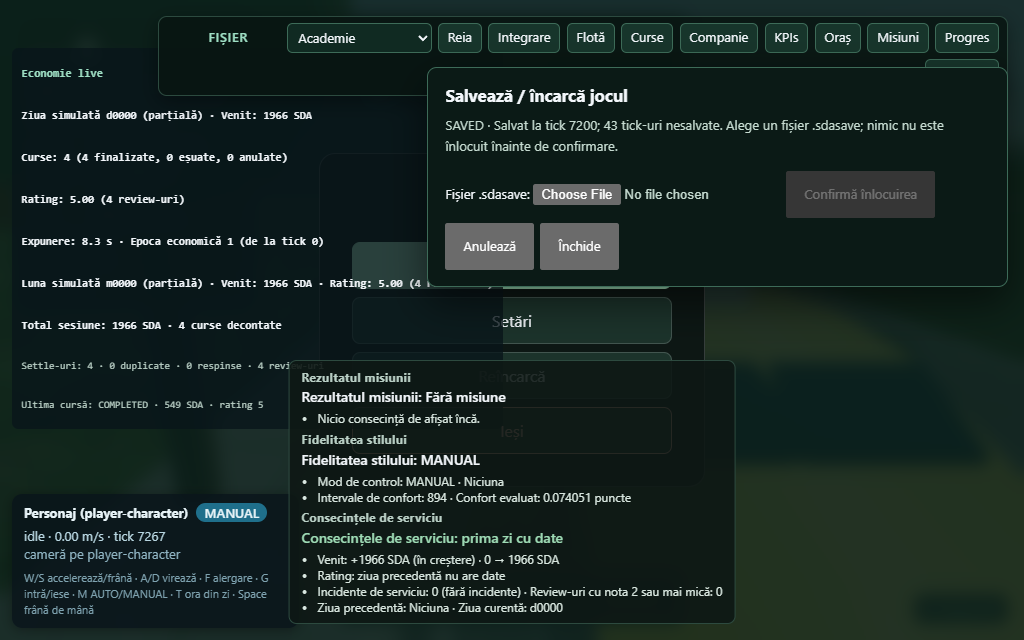 FIȘIER
Academie
Reia
Integrare
Flotă
Curse
Companie
KPIs
Oraș
Misiuni
Progres
Economie live
Ziua simulată d0000 (parțială) · Venit: 1966 SDA
Curse: 4 (4 finalizate, 0 eșuate, 0 anulate)
Rating: 5.00 (4 review-uri)
Expunere: 8.3 s · Epoca economică 1 (de la tick 0)
Luna simulată m0000 (parțială) · Venit: 1966 SDA · Rating: 5.00 (4
Total sesiune: 1966 SDA · 4 curse decontate
Settle-uri: 4 · 0 duplicate · 0 respinse · 4 review-uri
Ultima cursă: COMPLETED · 549 SDA · rating 5
Salvează / încarcă jocul
SAVED · Salvat la tick 7200; 43 tick-uri nesalvate. Alege un fișier .sdasave; nimic nu este
înlocuit înainte de confirmare.
Fișier .sdasave: Choose File No file chosen
Confirmă înlocuirea
Anulează
Închide
Setări
Reîncarcă
Ieși
Rezultatul misiunii
Rezultatul misiunii: Fără misiune
• Nicio consecință de afișat încă.
Fidelitatea stilului
Fidelitatea stilului: MANUAL
• Mod de control: MANUAL · Niciuna
• Intervale de confort: 894 · Confort evaluat: 0.074051 puncte
Consecințele de serviciu
Consecințele de serviciu: prima zi cu date
• Venit: +1966 SDA (în creștere) · 0 → 1966 SDA
• Rating: ziua precedentă nu are date
• Incidente de serviciu: 0 (fără incidente) · Review-uri cu nota 2 sau mai mică: 0
• Ziua precedentă: Niciuna · Ziua curentă: d0000
Personaj (player-character) MANUAL
idle · 0.00 m/s · tick 7267
cameră pe player-character
W/S accelerează/frână · A/D virează · F alergare · G
intră/iese · M AUTO/MANUAL · T ora din zi · Space
frână de mână